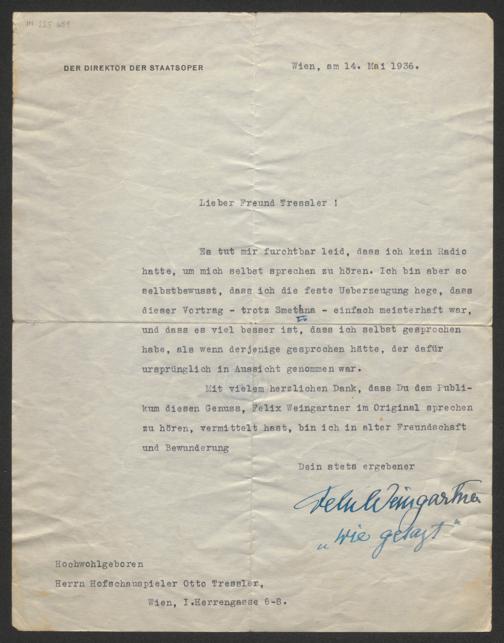 DER DIREKTOR DER STAATSOPER
Wien, am 14. Mai 1936.
Lieber Freund Tressler !
Es tut mir furchtbar leid, dass ich kein Radio
hatte, um mich selbst sprechen zu hören. Ich bin aber so
selbstbewusst, dass ich die feste Ueberzeugung hege, dass
dieser Vortrag - trotz Smetana - einfach meisterhaft war,
und dass es viel besser ist, dass ich selbst gesprochen
habe, als wenn derjenige gesprochen hätte, der dafür
ursprünglich in Aussicht genommen war.
Mit vielem herzlichen Dank, dass Du dem Publi-
kum diesen Genuss, Felix Weingartner im Original sprechen
zu hören, vermittelt hast, bin ich in alter Freundschaft
und Bewunderung
Dein stets ergebener
Felix Weingartner
„wie gesagt"
Hochwohlgeboren
Herrn Hofschauspieler Otto Tressler,
Wien, I.Herrengasse 6-8.